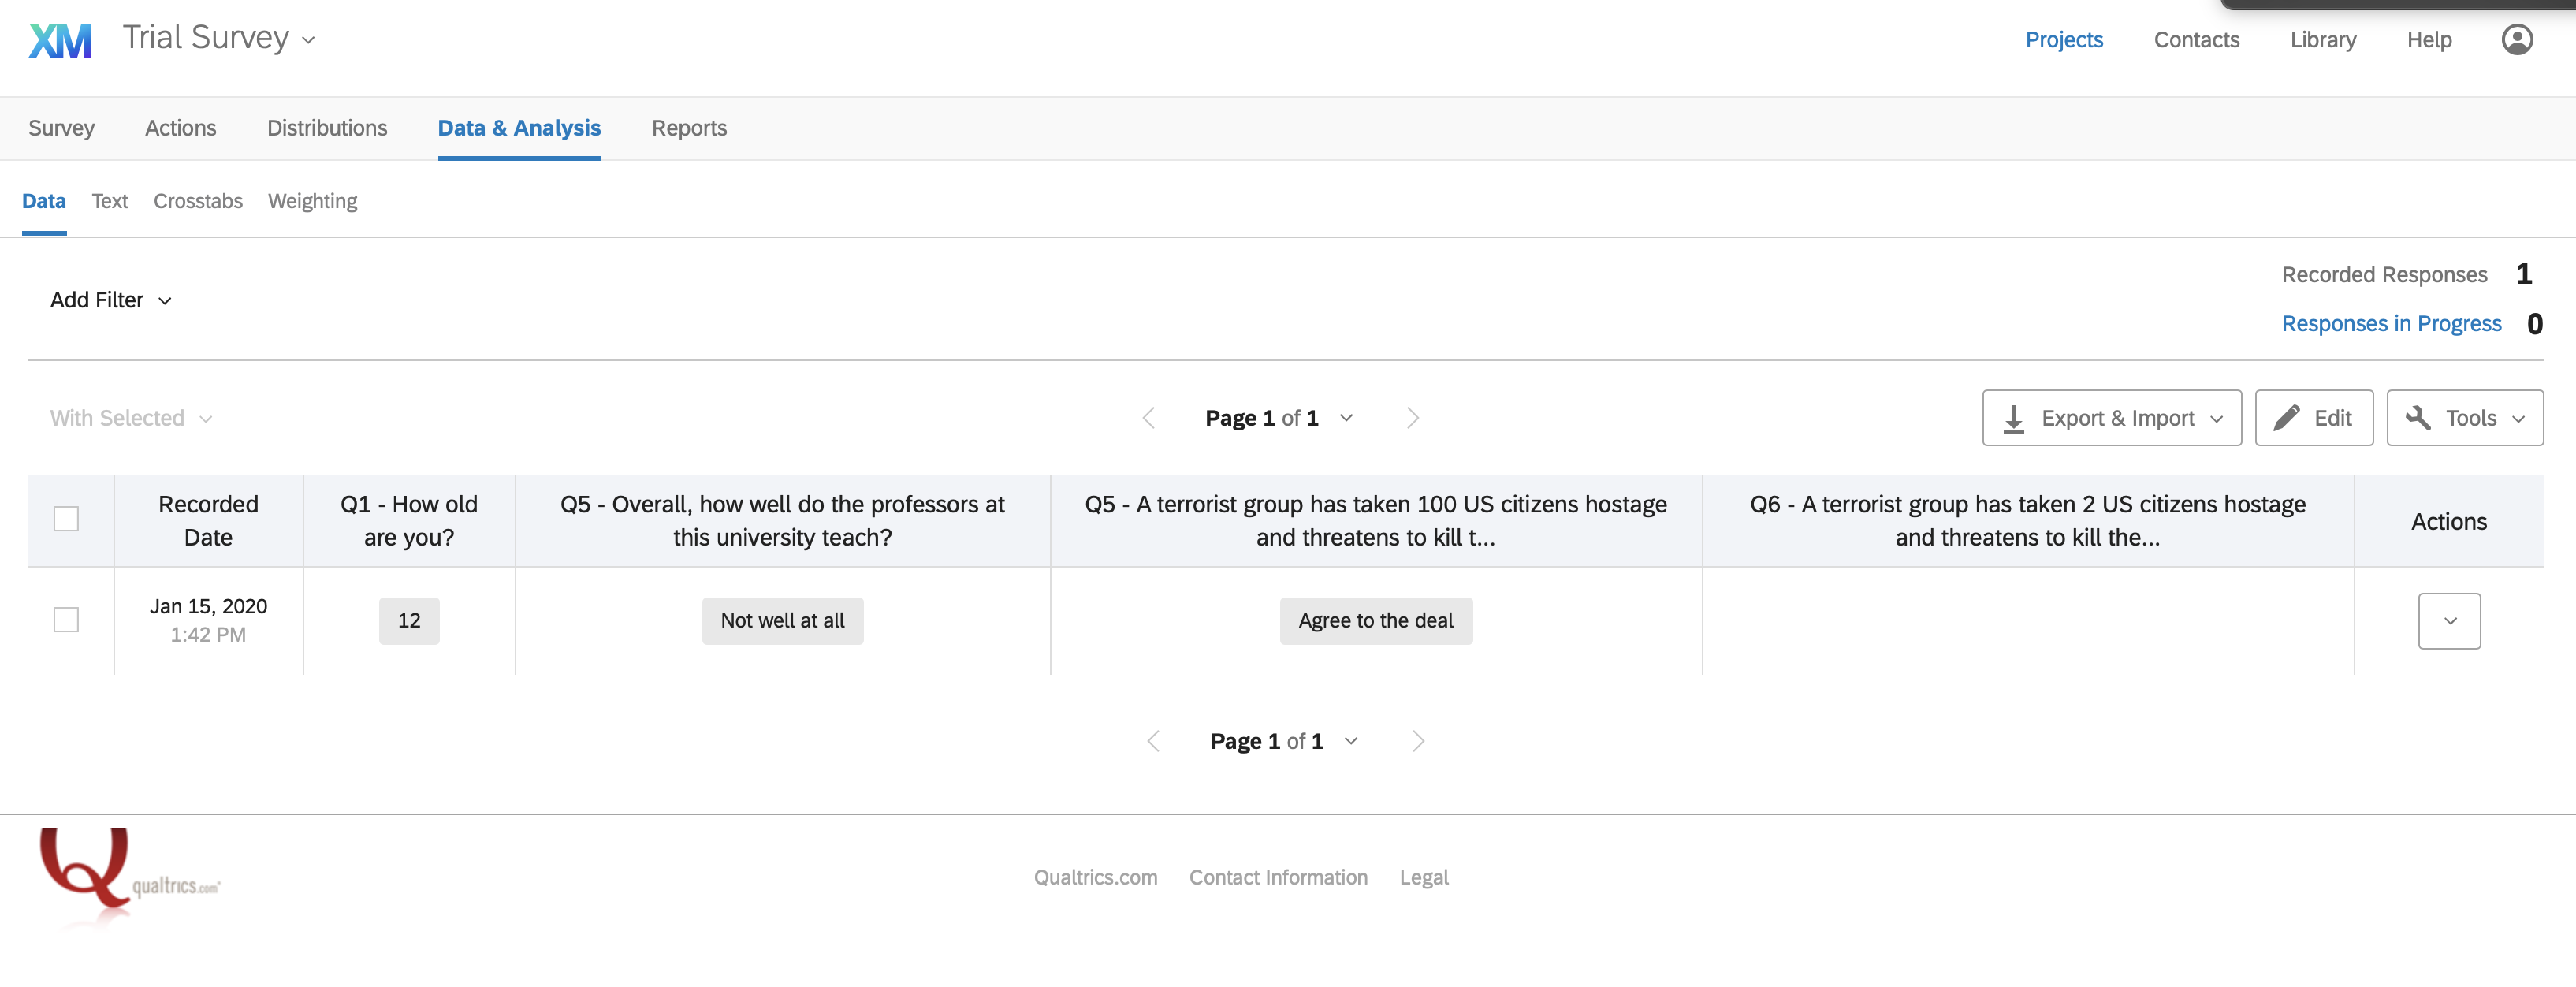 XM Trial Survey
Projects Contacts Library Help
Survey Actions Distributions Data & Analysis Reports
Data Text Crosstabs Weighting
Recorded Responses 1
Add Filter
Responses in Progress 0
With Selected Page 1 of 1 Export & Import Edit Tools
Recorded Date Q1 - How old are you? Q5 - Overall, how well do the professors at this university teach? Q5 - A terrorist group has taken 100 US citizens hostage and threatens to kill t... Q6 - A terrorist group has taken 2 US citizens hostage and threatens to kill the... Actions
Jan 15, 2020 1:42 PM 12 Not well at all Agree to the deal
Page 1 of 1
Qualtrics.com Contact Information Legal
Q qualtrics.com